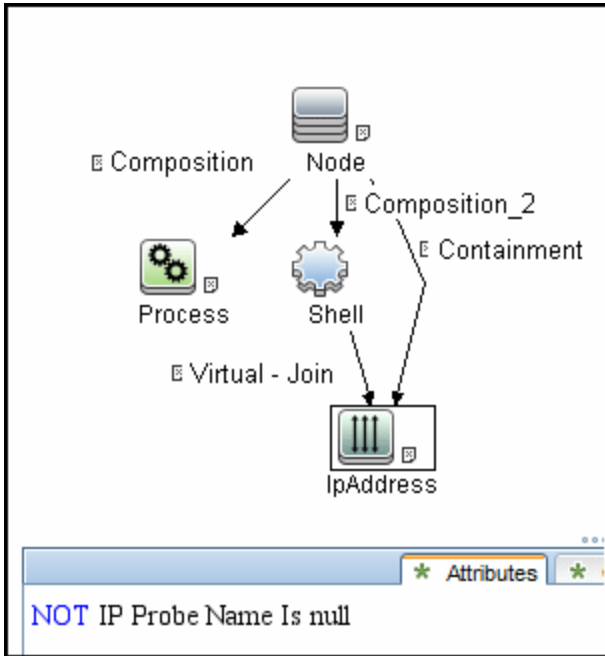 Node
Composition
Composition_2
Containment
Process
Shell
Virtual - Join
IpAddress
Attributes
NOT IP Probe Name Is null